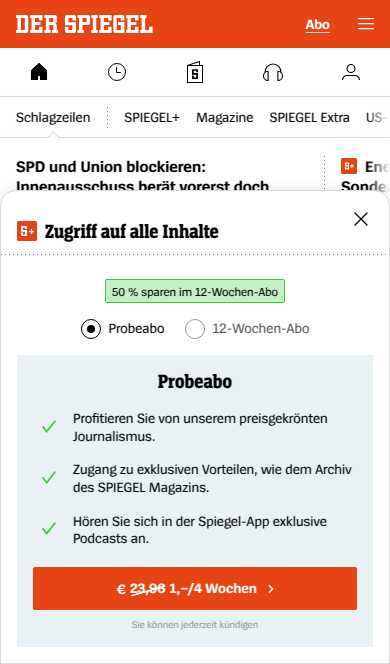 DER SPIEGEL
Abo
Schlagzeilen
SPIEGEL+
Magazine
SPIEGEL Extra
US-
SPD und Union blockieren:
Innenausschuss berät vorerst doch
S+
Ene
Sonde
S+ Zugriff auf alle Inhalte
50 % sparen im 12-Wochen-Abo
Probeabo
12-Wochen-Abo
Probeabo
Profitieren Sie von unserem preisgekrönten
Journalismus.
Zugang zu exklusiven Vorteilen, wie dem Archiv
des SPIEGEL Magazins.
Hören Sie sich in der Spiegel-App exklusive
Podcasts an.
€ 23,96 1,–/4 Wochen
Sie können jederzeit kündigen